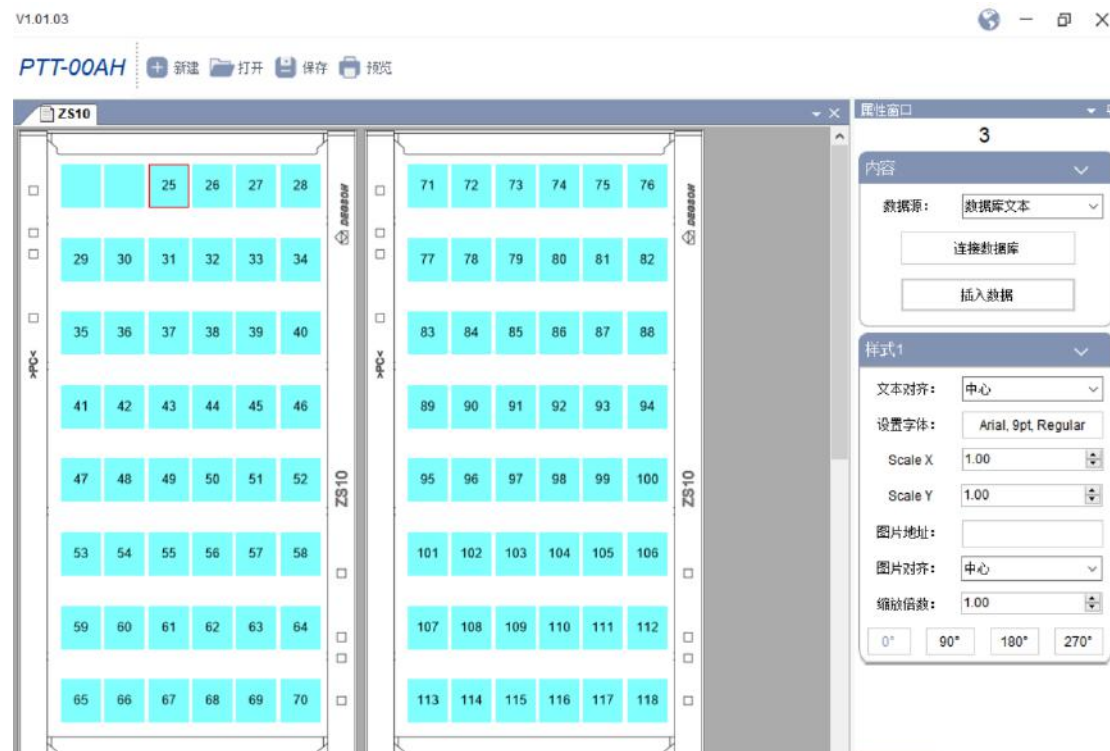 V1.01.03
PTT-00AH 新建 打开 保存 预览
ZS10
25 26 27 28
29 30 31 32 33 34
35 36 37 38 39 40
41 42 43 44 45 46
47 48 49 50 51 52
53 54 55 56 57 58
59 60 61 62 63 64
65 66 67 68 69 70
>PC<
DEGSON
ZS10
71 72 73 74 75 76
77 78 79 80 81 82
83 84 85 86 87 88
89 90 91 92 93 94
95 96 97 98 99 100
101 102 103 104 105 106
107 108 109 110 111 112
113 114 115 116 117 118
>PC<
DEGSON
ZS10
属性窗口
3
内容
数据源: 数据库文本
连接数据库
插入数据
样式1
文本对齐: 中心
设置字体: Arial, 9pt, Regular
Scale X 1.00
Scale Y 1.00
图片地址:
图片对齐: 中心
缩放倍数: 1.00
0° 90° 180° 270°